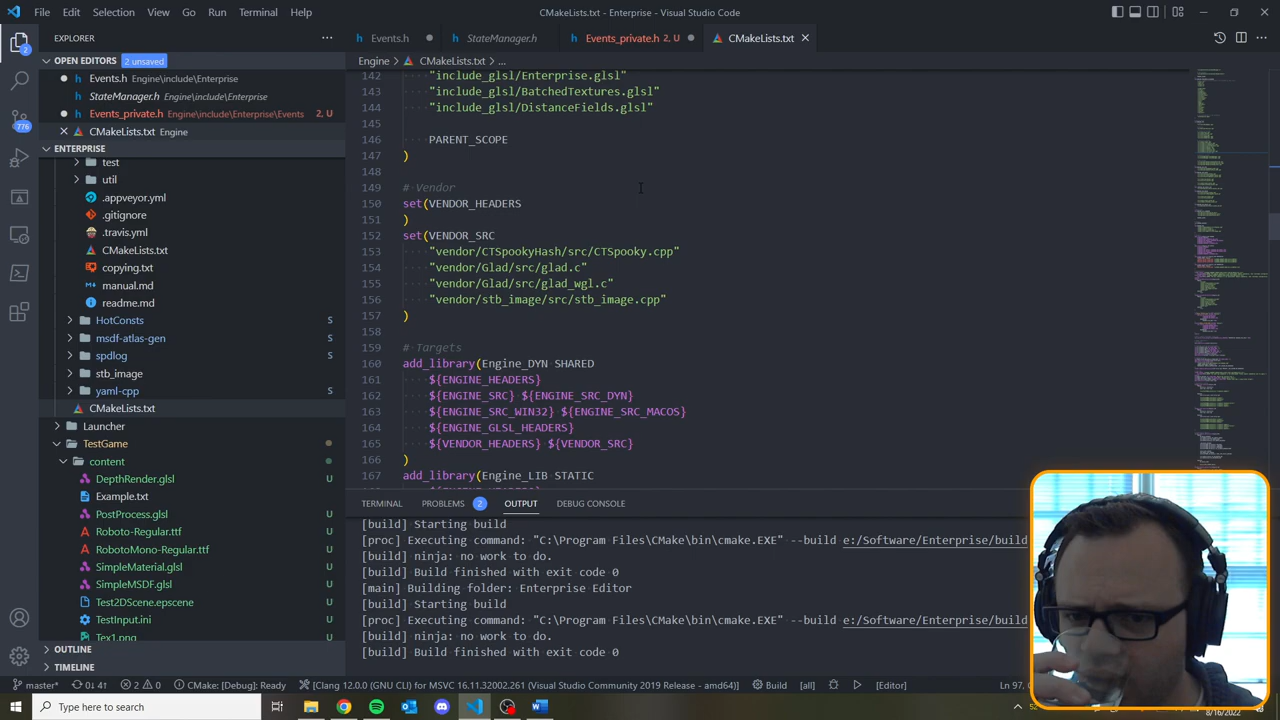 File Edit Selection View Go Run Terminal Help
CMakeLists.txt - Enterprise - Visual Studio Code
EXPLORER
Events.h
StateManager.h
Events_private.h 2, U
CMakeLists.txt
OPEN EDITORS 2 unsaved
Engine > CMakeLists.txt > ...
Events.h Engine\include\Enterprise
StateManager.h Engine\include\Enterprise
Events_private.h Engine\include\Enterprise\Events 2, U
CMakeLists.txt Engine
ENTERPRISE
test
util
.appveyor.yml
.gitignore
.travis.yml
CMakeLists.txt
copying.txt
manual.md
readme.md
HotConsts S
msdf-atlas-gen S
spdlog
stb_image
yaml-cpp
CMakeLists.txt
Launcher
TestGame
content
DepthRender.glsl U
Example.txt
PostProcess.glsl U
Roboto-Regular.ttf U
RobotoMono-Regular.ttf U
SimpleMaterial.glsl U
SimpleMSDF.glsl U
Test2DScene.epscene U
TestInput.ini U
Tex1.png U
OUTLINE
TIMELINE
142 "include_glsl/Enterprise.glsl"
143 "include_glsl/BatchedTextures.glsl"
144 "include_glsl/DistanceFields.glsl"
145
146 PARENT_SCOPE
147 )
148
149 # Vendor
150 set(VENDOR_HEADERS
151 )
152 set(VENDOR_SRC
153 "vendor/SpookyHash/src/spooky.cpp"
154 "vendor/GLAD/src/glad.c"
155 "vendor/GLAD/src/glad_wgl.c"
156 "vendor/stb_image/src/stb_image.cpp"
157 )
158
159 # Targets
160 add_library(Engine_DYN SHARED
161 ${ENGINE_HEADERS}
162 ${ENGINE_SRC} ${ENGINE_SRC_DYN}
163 ${ENGINE_SRC_WIN32} ${ENGINE_SRC_MACOS}
164 ${ENGINE_GLSLHEADERS}
165 ${VENDOR_HEADERS} ${VENDOR_SRC}
166 )
167 add_library(Engine_LIB STATIC
TERMINAL PROBLEMS 2 OUTPUT DEBUG CONSOLE
[build] Starting build
[proc] Executing command: "C:\Program Files\CMake\bin\cmake.EXE" --build e:/Software/Enterprise/build
[build] ninja: no work to do.
[build] Build finished with exit code 0
[main] Building folder: Enterprise Editor
[build] Starting build
[proc] Executing command: "C:\Program Files\CMake\bin\cmake.EXE" --build e:/Software/Enterprise/build
[build] ninja: no work to do.
[build] Build finished with exit code 0
2
776
master* 0↓ 4↑ 2 0 CMake: [Debug]: Ready [Clang 12.0.0 (GNU CLI) for MSVC 16.11.32002.261 (Visual Studio Community 2019 Release - amd64)] Build [all] [Editor] Ln 97, C
Type here to search
8/16/2022